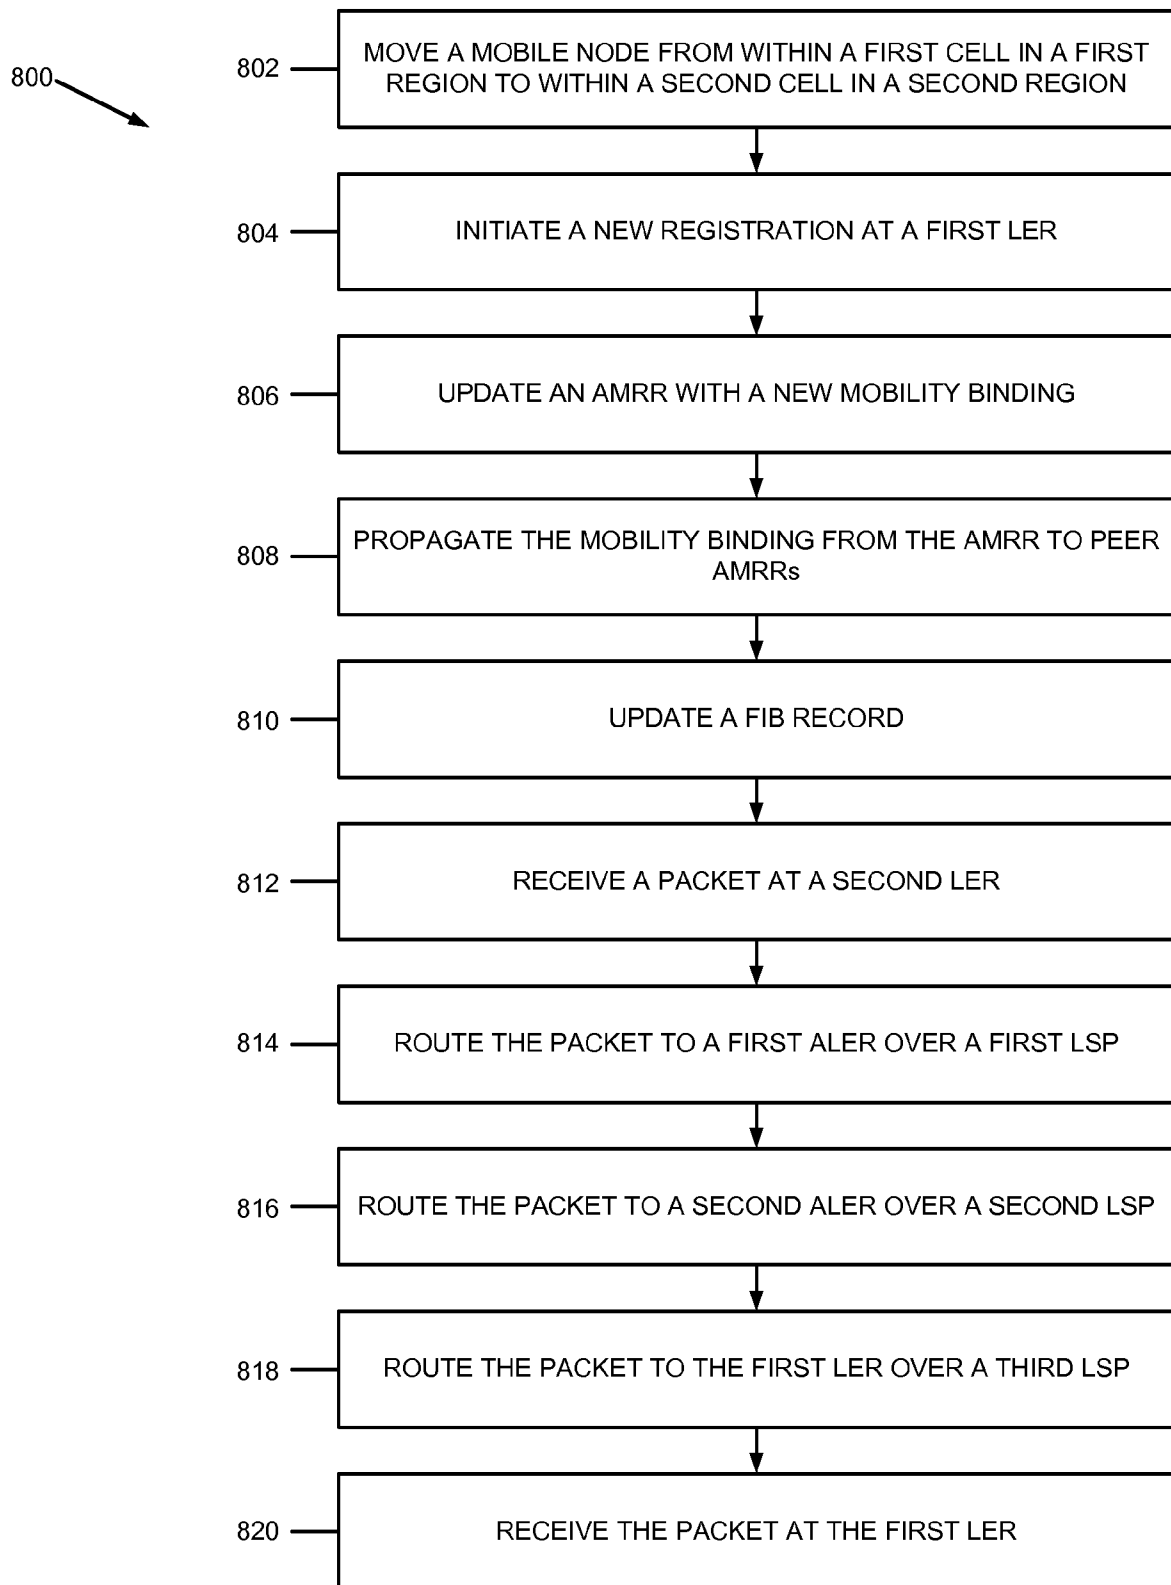 800
802
MOVE A MOBILE NODE FROM WITHIN A FIRST CELL IN A FIRST
REGION TO WITHIN A SECOND CELL IN A SECOND REGION
804
INITIATE A NEW REGISTRATION AT A FIRST LER
806
UPDATE AN AMRR WITH A NEW MOBILITY BINDING
808
PROPAGATE THE MOBILITY BINDING FROM THE AMRR TO PEER
AMRRs
810
UPDATE A FIB RECORD
812
RECEIVE A PACKET AT A SECOND LER
814
ROUTE THE PACKET TO A FIRST ALER OVER A FIRST LSP
816
ROUTE THE PACKET TO A SECOND ALER OVER A SECOND LSP
818
ROUTE THE PACKET TO THE FIRST LER OVER A THIRD LSP
820
RECEIVE THE PACKET AT THE FIRST LER